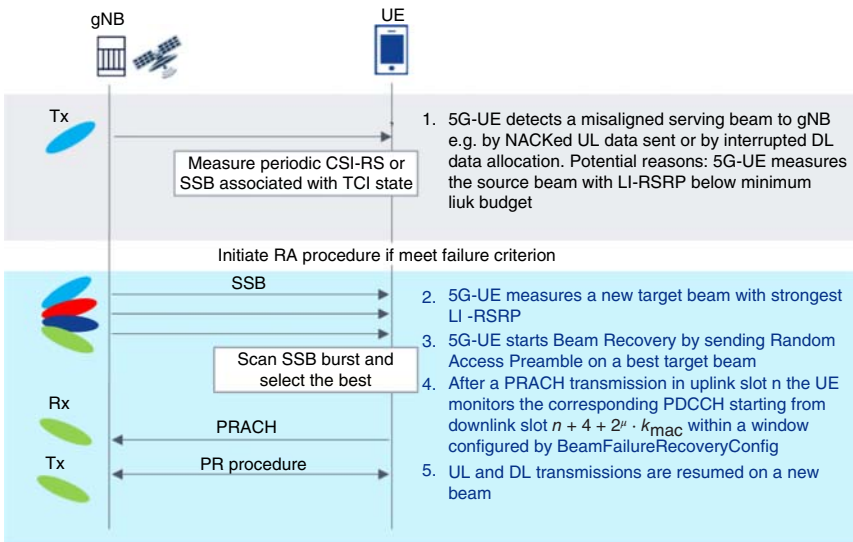 gNB
UE
Tx
Measure periodic CSI-RS or
SSB associated with TCI state
1. 5G-UE detects a misaligned serving beam to gNB
e.g. by NACKed UL data sent or by interrupted DL
data allocation. Potential reasons: 5G-UE measures
the source beam with LI-RSRP below minimum
liuk budget
Initiate RA procedure if meet failure criterion
SSB
Scan SSB burst and
select the best
Rx
PRACH
Tx
PR procedure
2. 5G-UE measures a new target beam with strongest
LI -RSRP
3. 5G-UE starts Beam Recovery by sending Random
Access Preamble on a best target beam
4. After a PRACH transmission in uplink slot n the UE
monitors the corresponding PDCCH starting from
downlink slot n + 4 + 2^μ · k_mac within a window
configured by BeamFailureRecoveryConfig
5. UL and DL transmissions are resumed on a new
beam